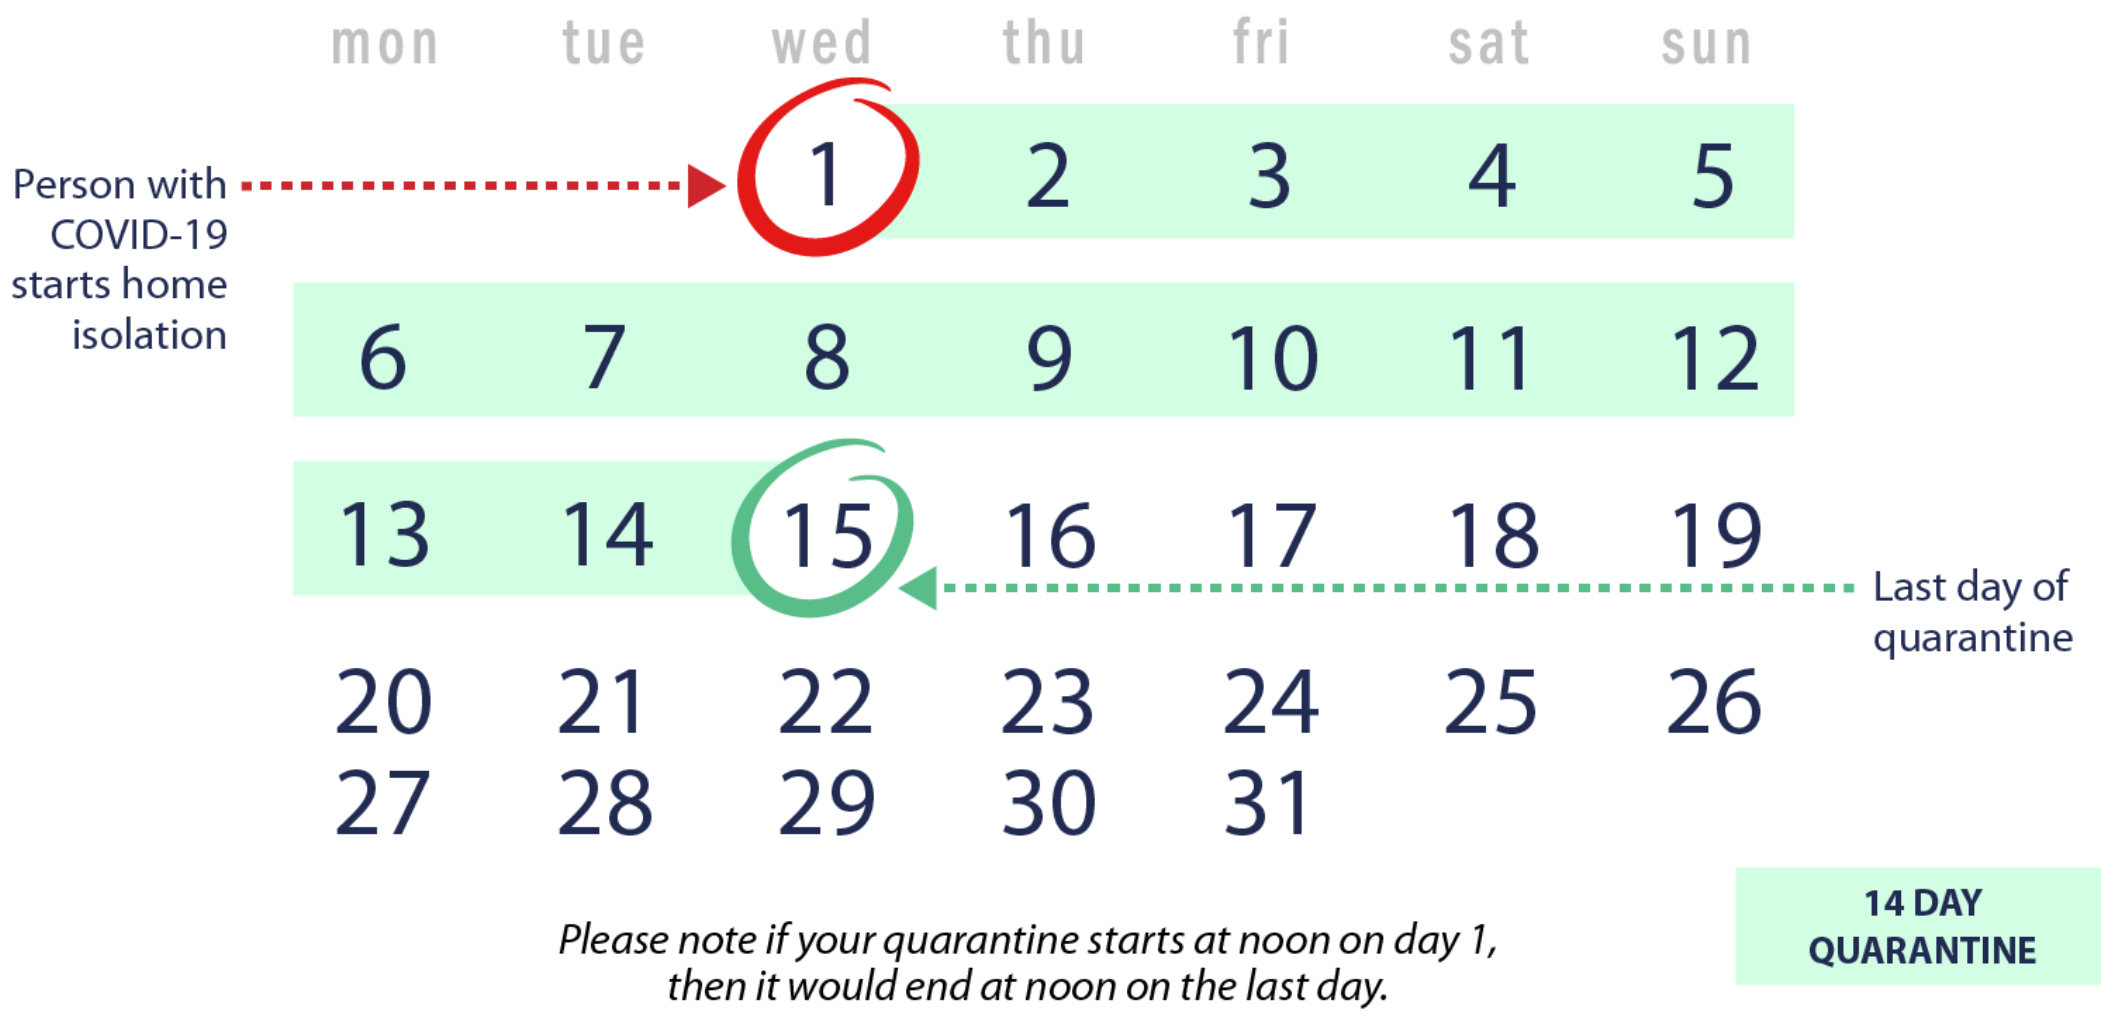 mon tue wed thu fri sat sun
1 2 3 4 5
Person with
COVID-19
starts home
isolation
6 7 8 9 10 11 12
13 14 15 16 17 18 19
Last day of
quarantine
20 21 22 23 24 25 26
27 28 29 30 31
14 DAY
QUARANTINE
Please note if your quarantine starts at noon on day 1,
then it would end at noon on the last day.